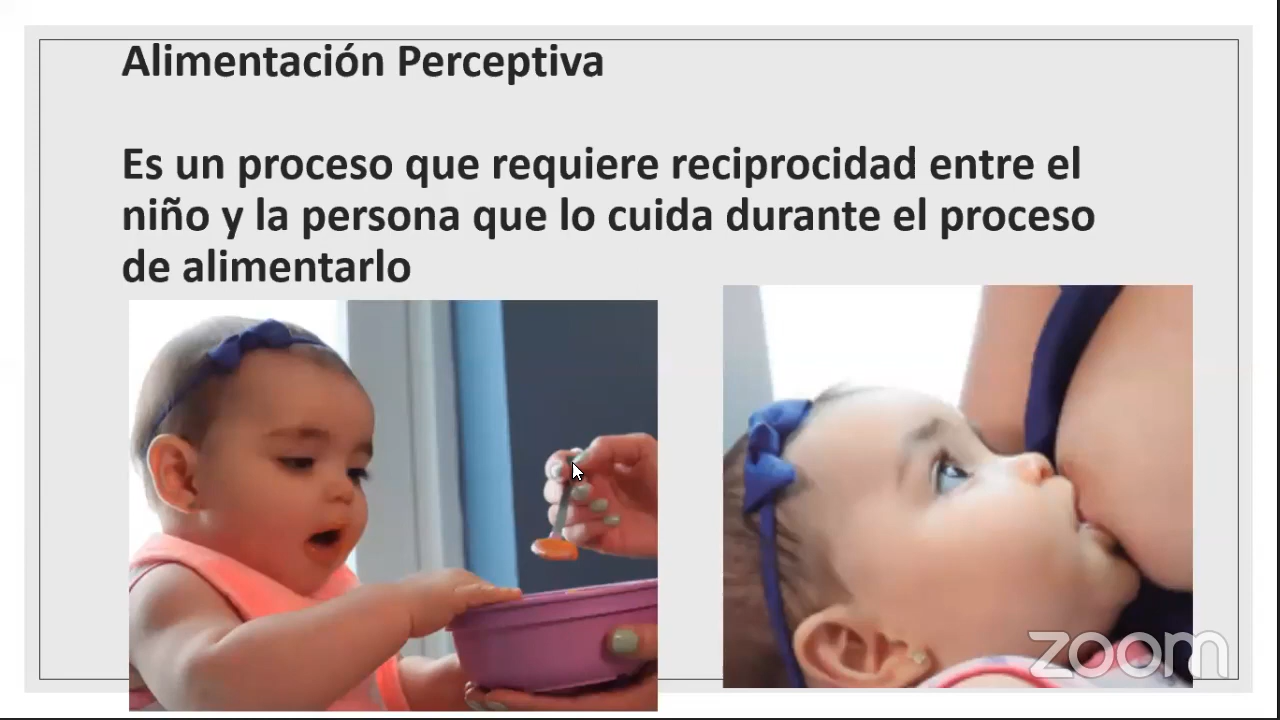 Alimentación Perceptiva
Es un proceso que requiere reciprocidad entre el
niño y la persona que lo cuida durante el proceso
de alimentarlo
zoom